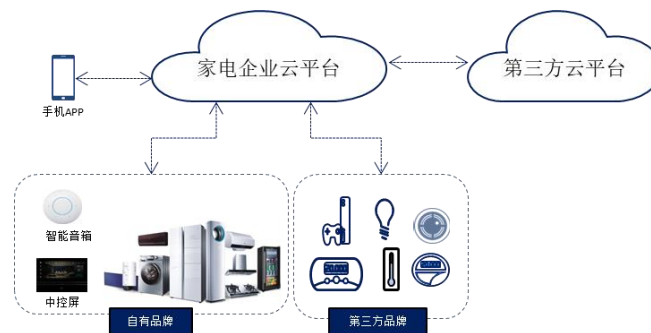 家电企业云平台
第三方云平台
手机APP
智能音箱
中控屏
自有品牌
第三方品牌